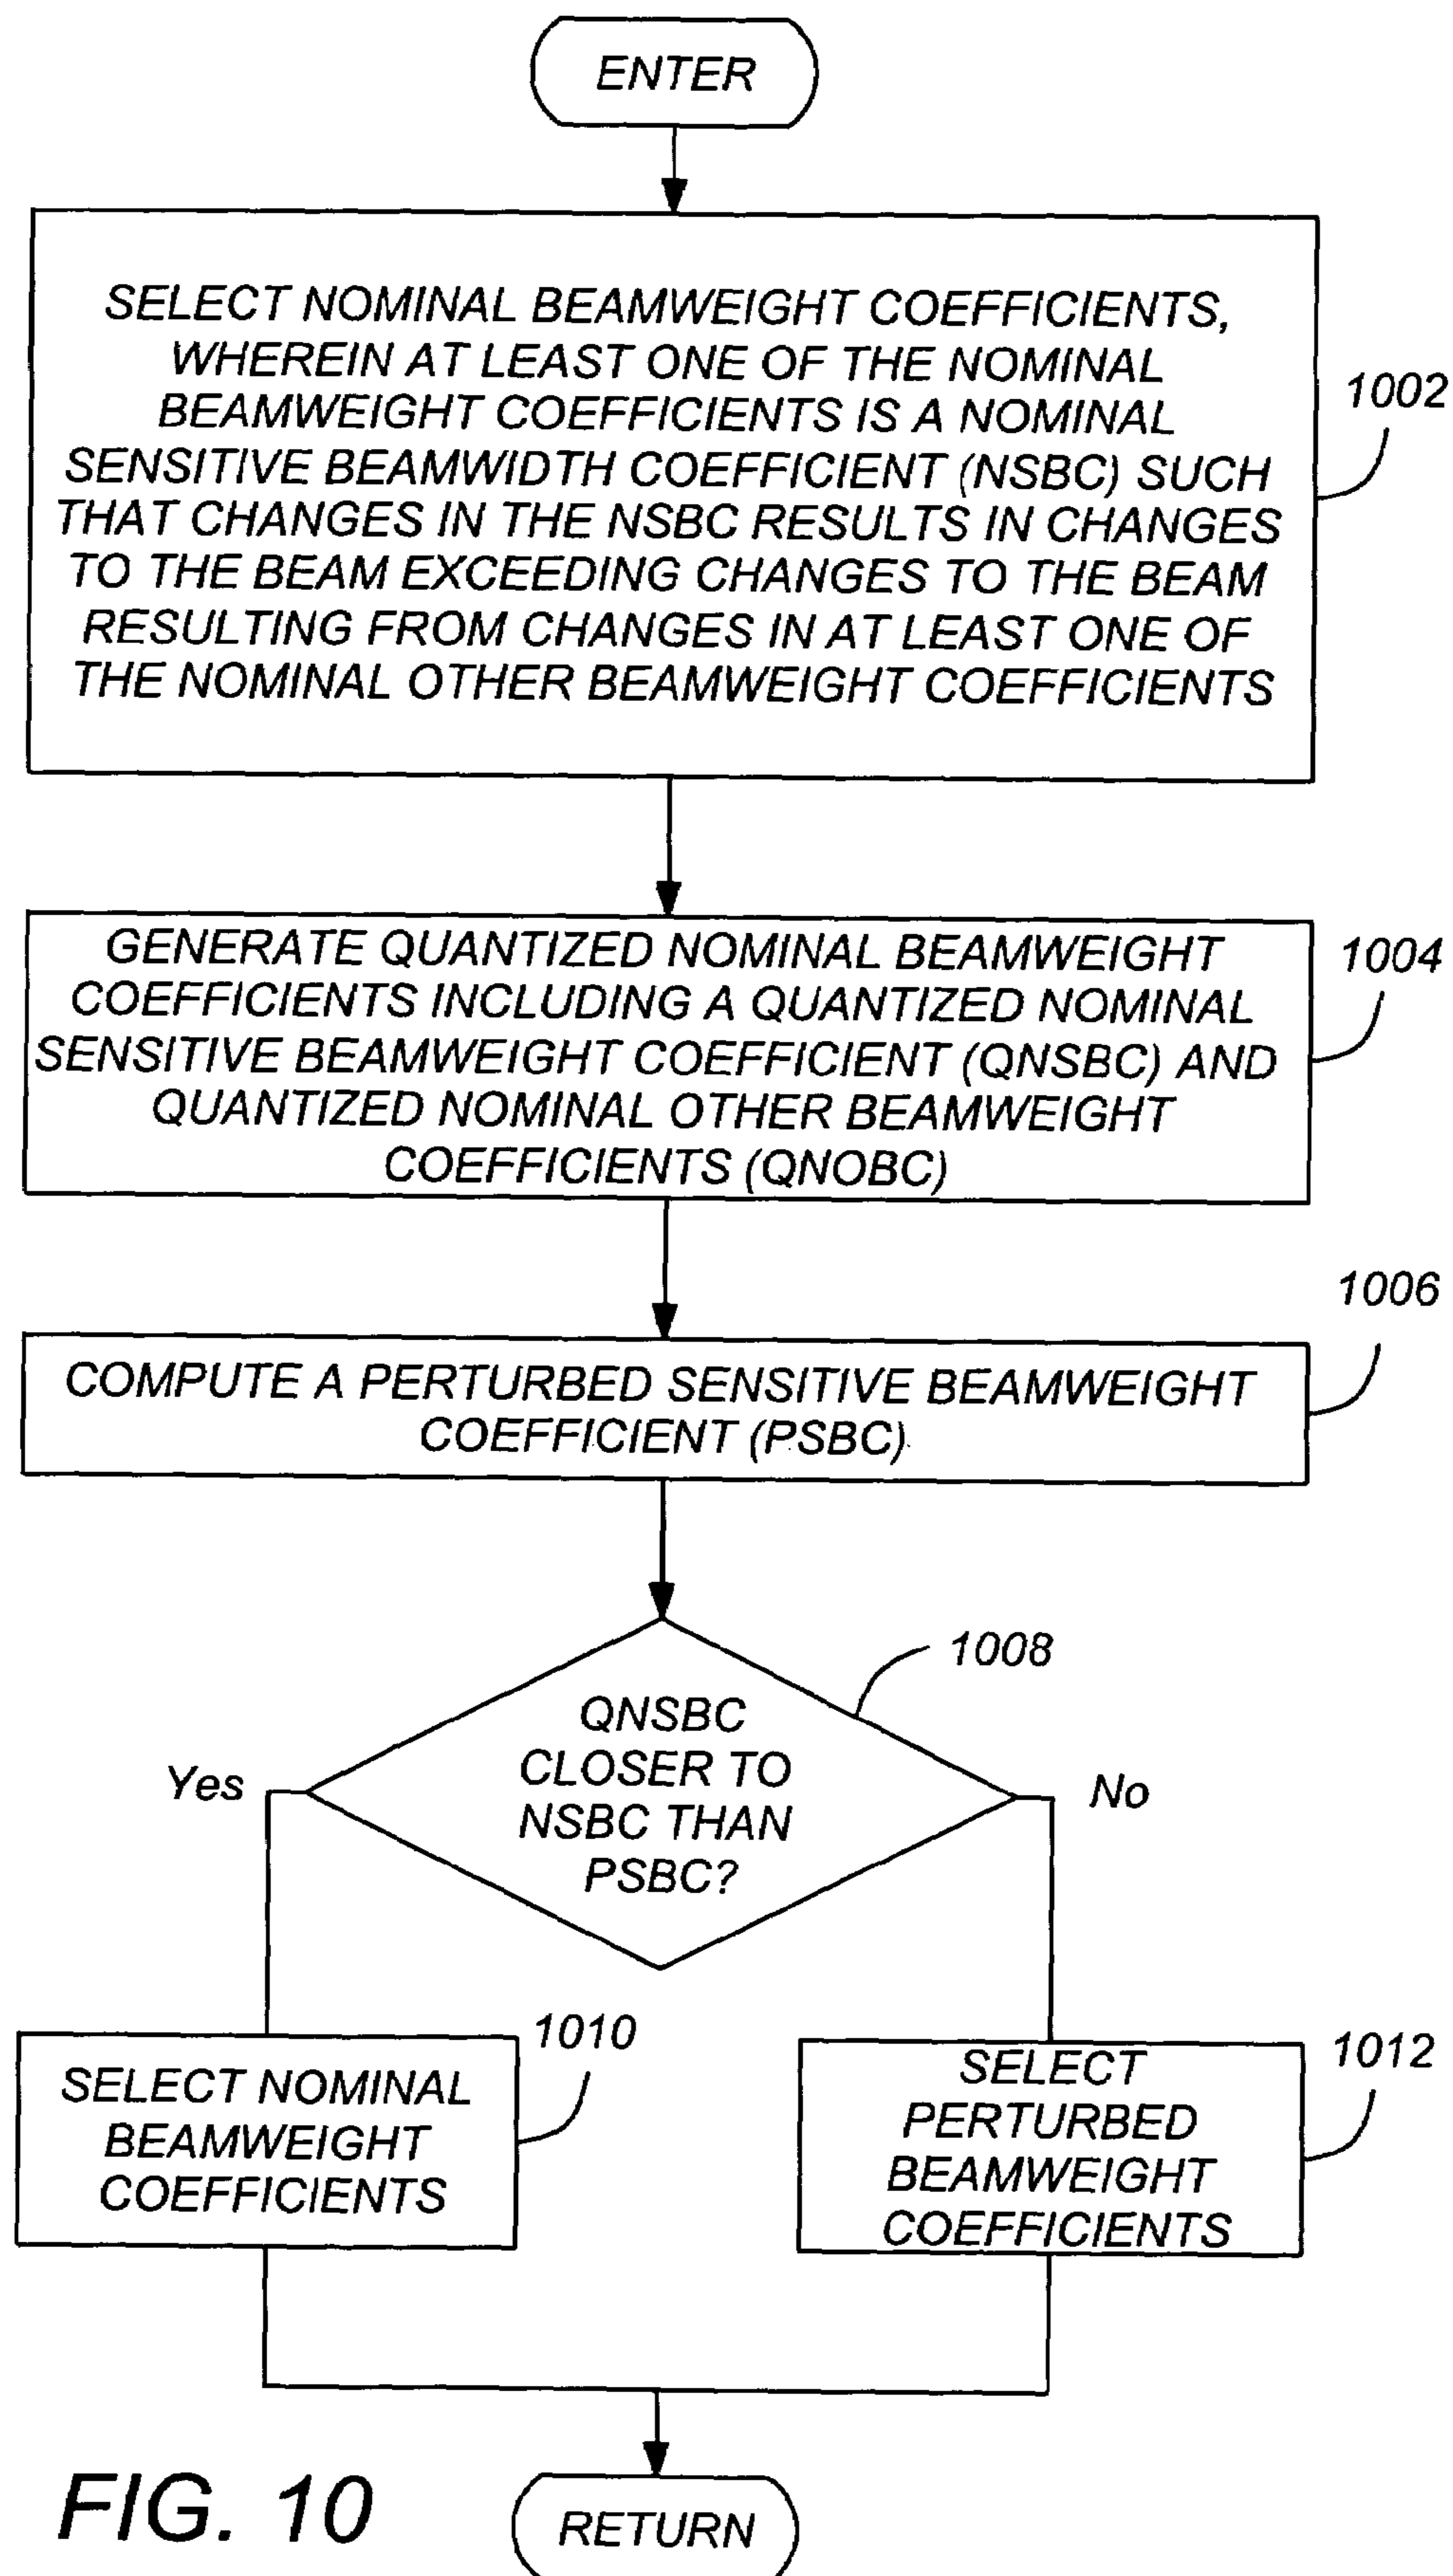 ENTER
SELECT NOMINAL BEAMWEIGHT COEFFICIENTS,
WHEREIN AT LEAST ONE OF THE NOMINAL
BEAMWEIGHT COEFFICIENTS IS A NOMINAL
SENSITIVE BEAMWIDTH COEFFICIENT (NSBC) SUCH
THAT CHANGES IN THE NSBC RESULTS IN CHANGES
TO THE BEAM EXCEEDING CHANGES TO THE BEAM
RESULTING FROM CHANGES IN AT LEAST ONE OF
THE NOMINAL OTHER BEAMWEIGHT COEFFICIENTS
1002
GENERATE QUANTIZED NOMINAL BEAMWEIGHT
COEFFICIENTS INCLUDING A QUANTIZED NOMINAL
SENSITIVE BEAMWEIGHT COEFFICIENT (QNSBC) AND
QUANTIZED NOMINAL OTHER BEAMWEIGHT
COEFFICIENTS (QNOBC)
1004
1006
COMPUTE A PERTURBED SENSITIVE BEAMWEIGHT
COEFFICIENT (PSBC)
1008
QNSBC
CLOSER TO
NSBC THAN
PSBC?
Yes
No
1010
SELECT NOMINAL
BEAMWEIGHT
COEFFICIENTS
1012
SELECT
PERTURBED
BEAMWEIGHT
COEFFICIENTS
FIG. 10
RETURN